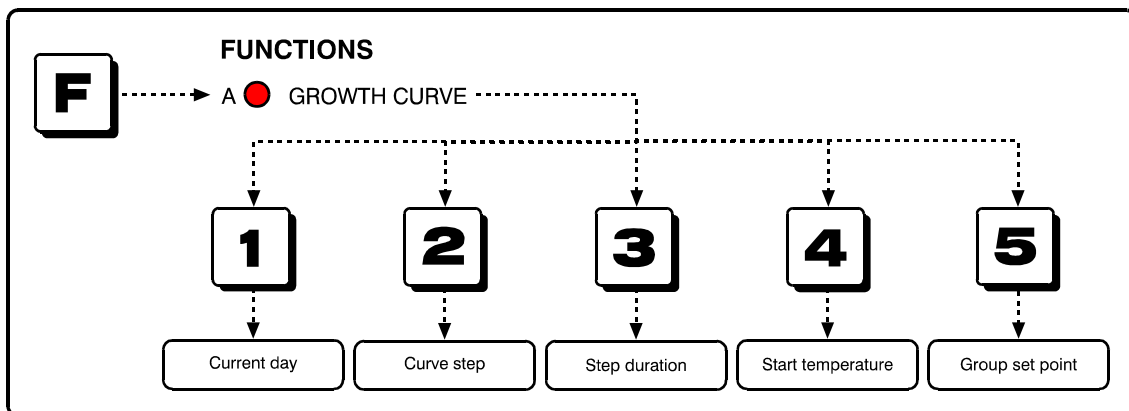 FUNCTIONS
F
A GROWTH CURVE
1 2 3 4 5
Current day Curve step Step duration Start temperature Group set point